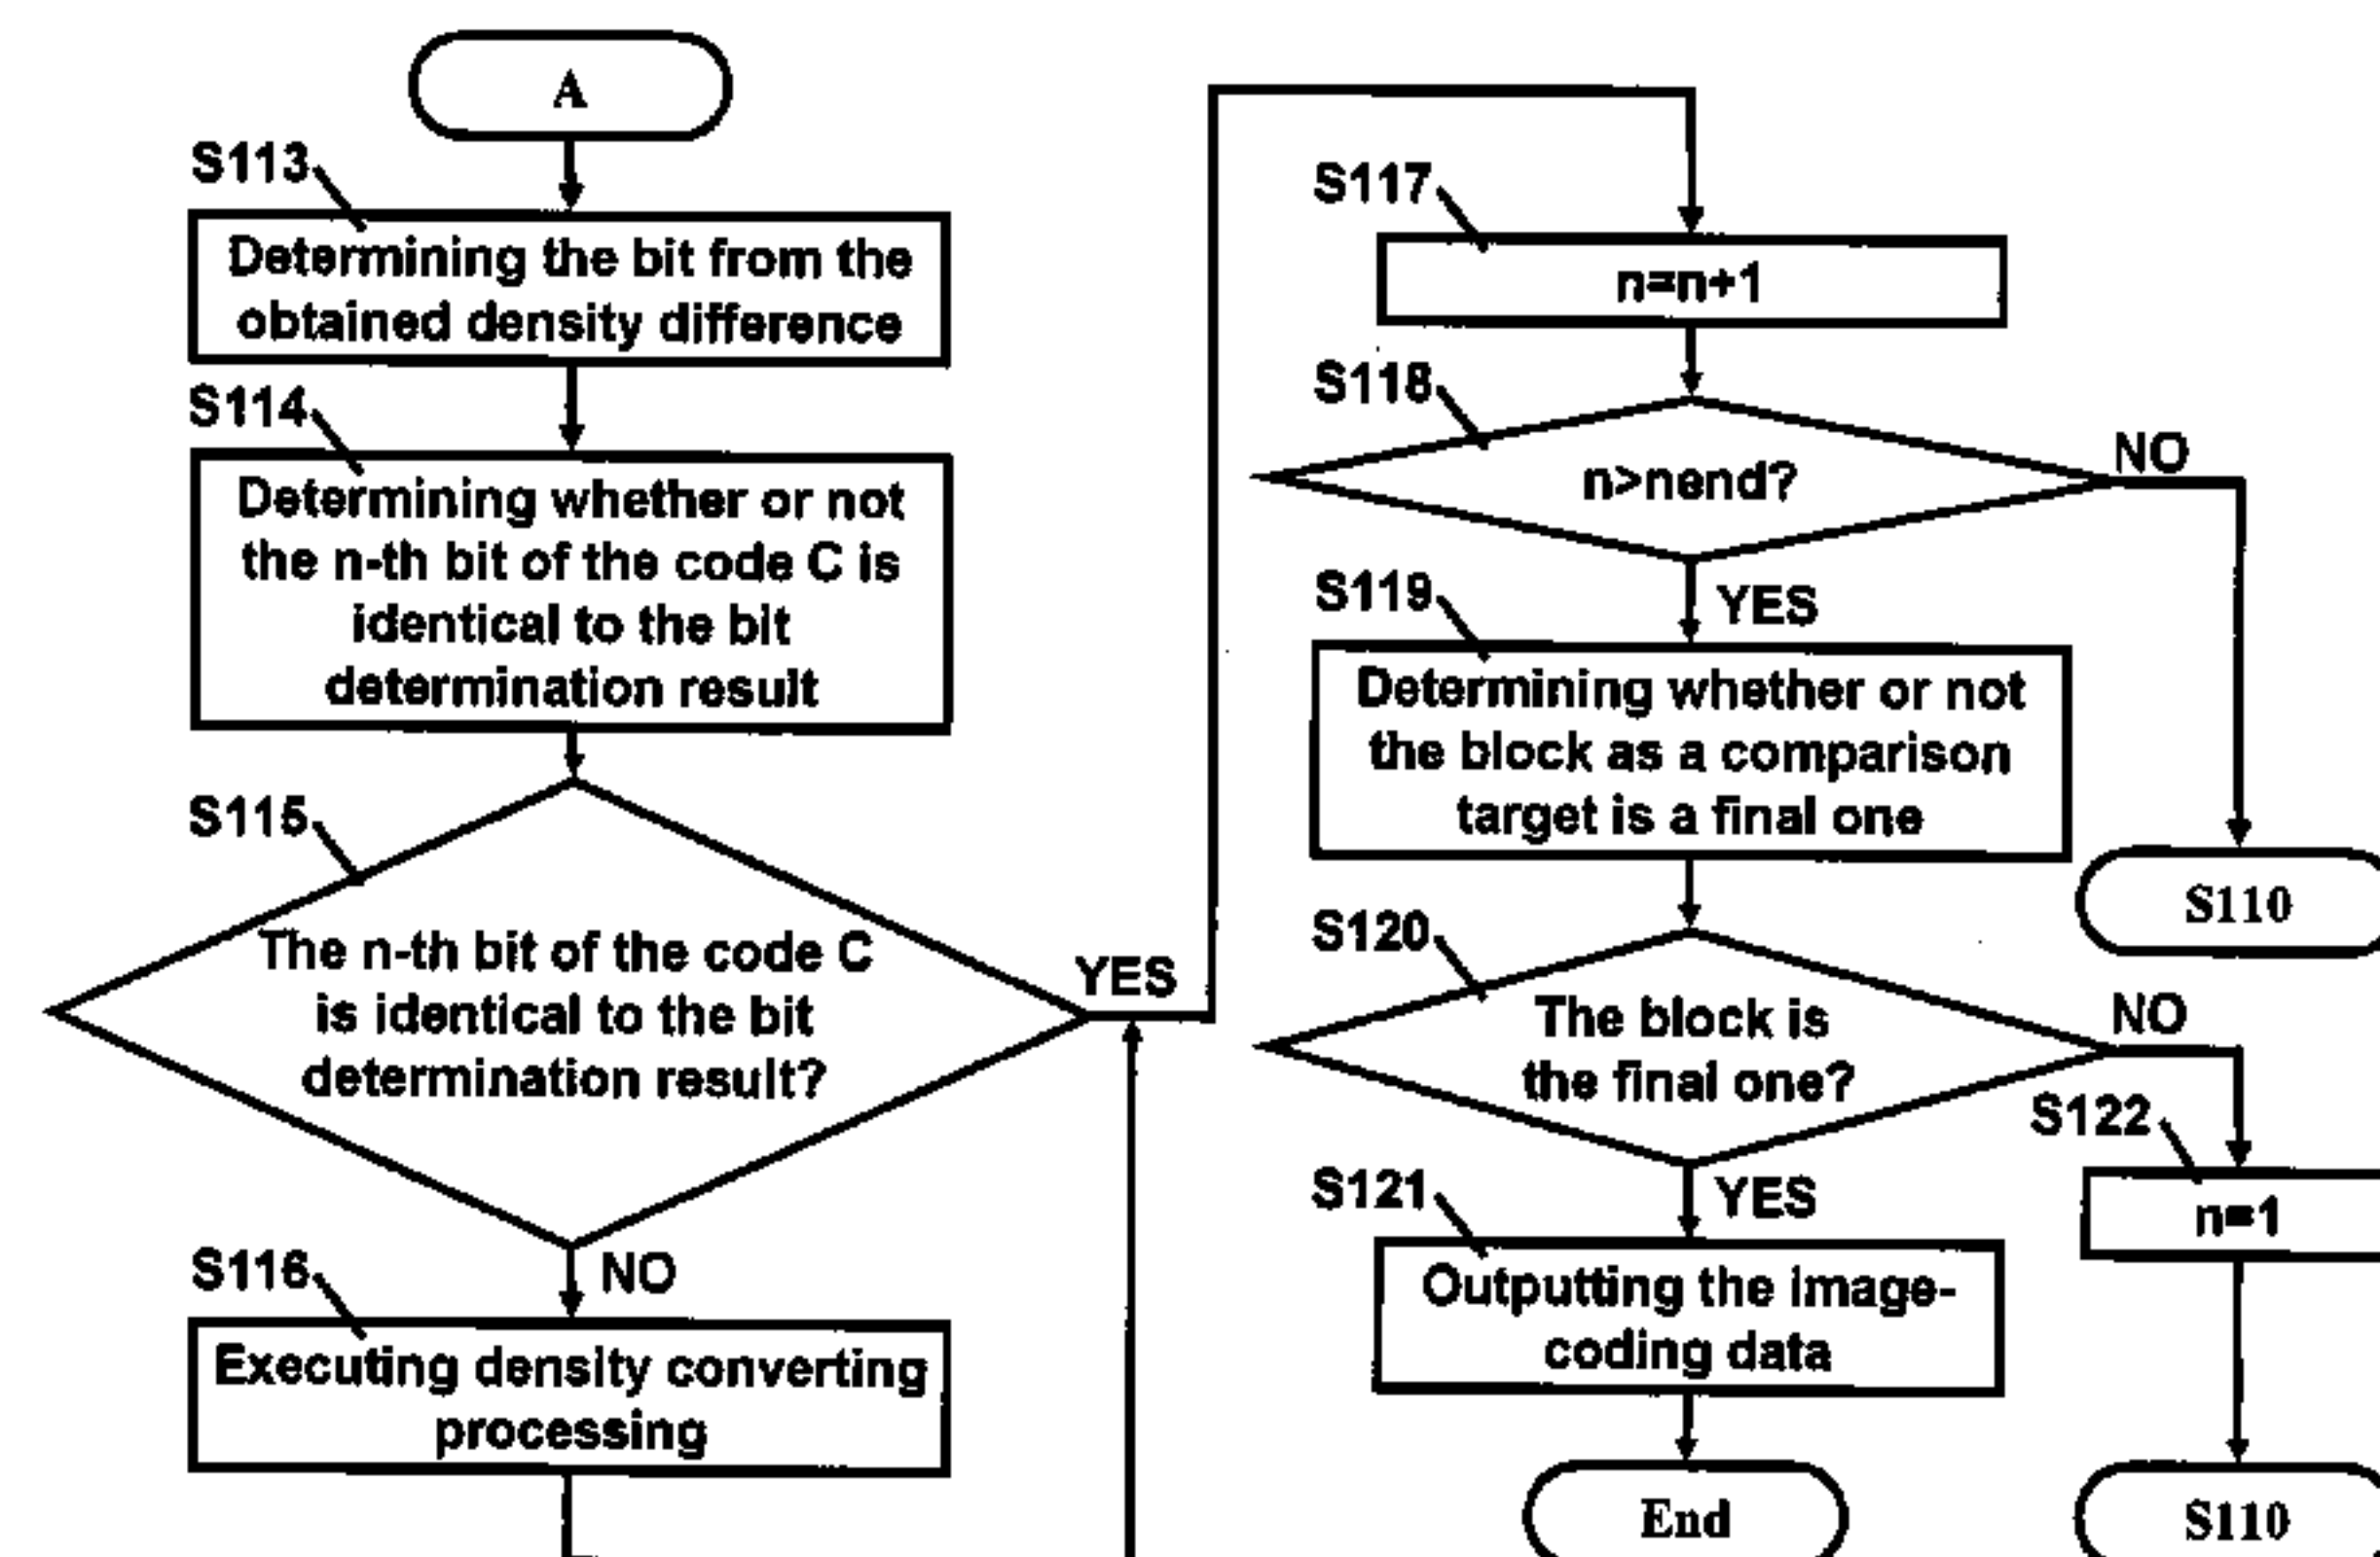 A
S113
Determining the bit from the
obtained density difference
S114
Determining whether or not
the n-th bit of the code C is
identical to the bit
determination result
S115
The n-th bit of the code C
is identical to the bit
determination result?
YES
NO
S116
Executing density converting
processing
S117
n=n+1
S118
n>nend?
NO
YES
S119
Determining whether or not
the block as a comparison
target is a final one
S110
S120
The block is
the final one?
NO
YES
S122
n=1
S121
Outputting the image-
coding data
End
S110